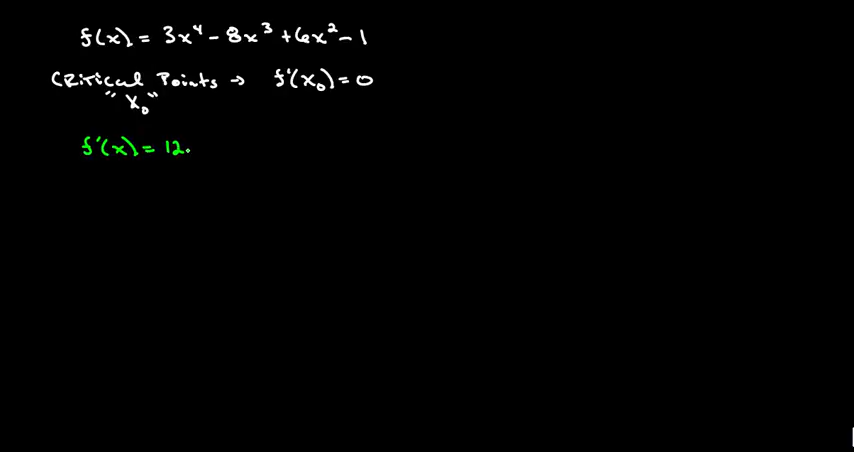 f(x) = 3x⁴ - 8x³ + 6x² - 1
Critical Points → f'(x₀) = 0
"x₀"
f'(x) = 12